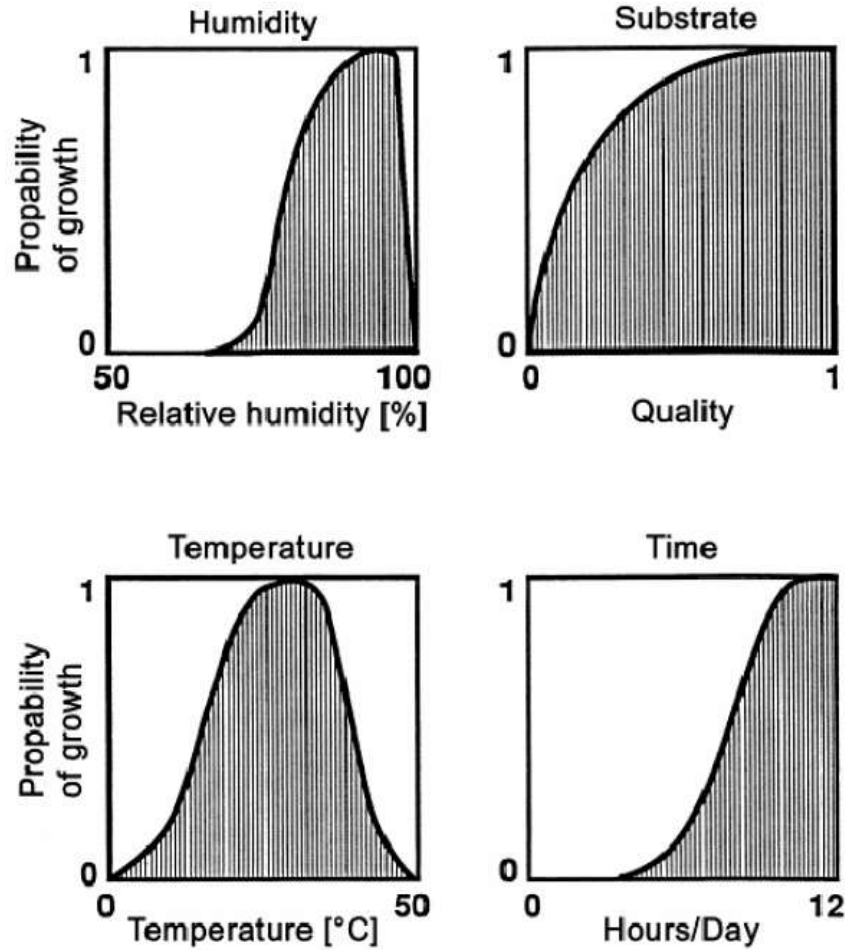 Humidity
1
Propability
of growth
0
50
100
Relative humidity [%]
Substrate
1
0
0
1
Quality
Temperature
1
Propability
of growth
0
0
50
Temperature [°C]
Time
1
0
0
12
Hours/Day